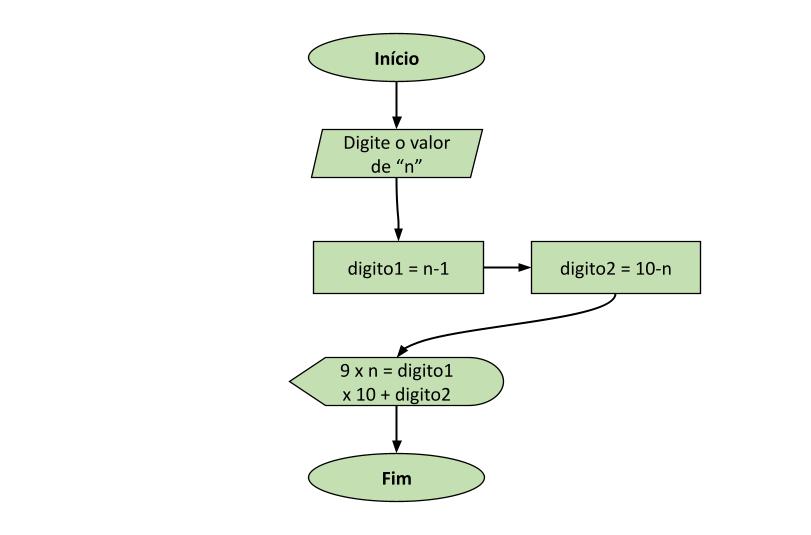 Início
Digite o valor
de “n”
digito1 = n-1
digito2 = 10-n
9 x n = digito1
x 10 + digito2
Fim